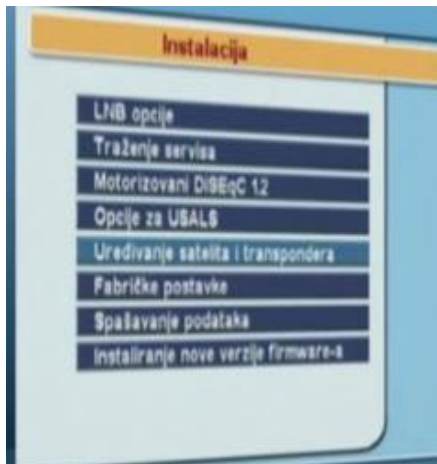 Instalacija
LNB opcije
Traženje servisa
Motorizovani DiSEqC 1.2
Opcije za USALS
Uređivanje satelita i transpondera
Fabričke postavke
Spašavanje podataka
Instaliranje nove verzije firmware-a